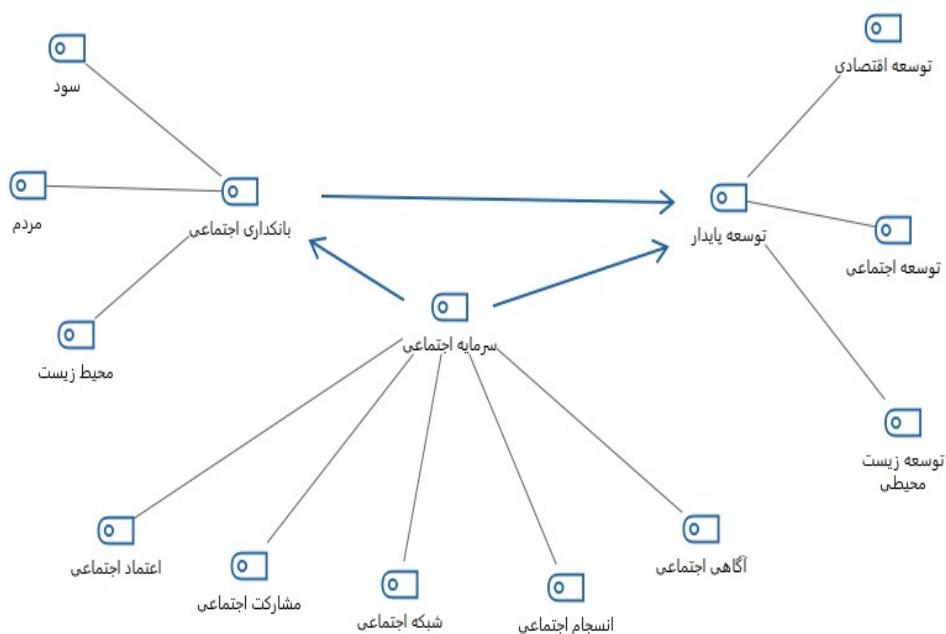 توسعه اقتصادی
سود
بانکداری اجتماعی
مردم
توسعه پایدار
توسعه اجتماعی
سرمایه اجتماعی
محیط زیست
توسعه زیست
محیطی
آگاهی اجتماعی
اعتماد اجتماعی
مشارکت اجتماعی
شبکه اجتماعی
انسجام اجتماعی